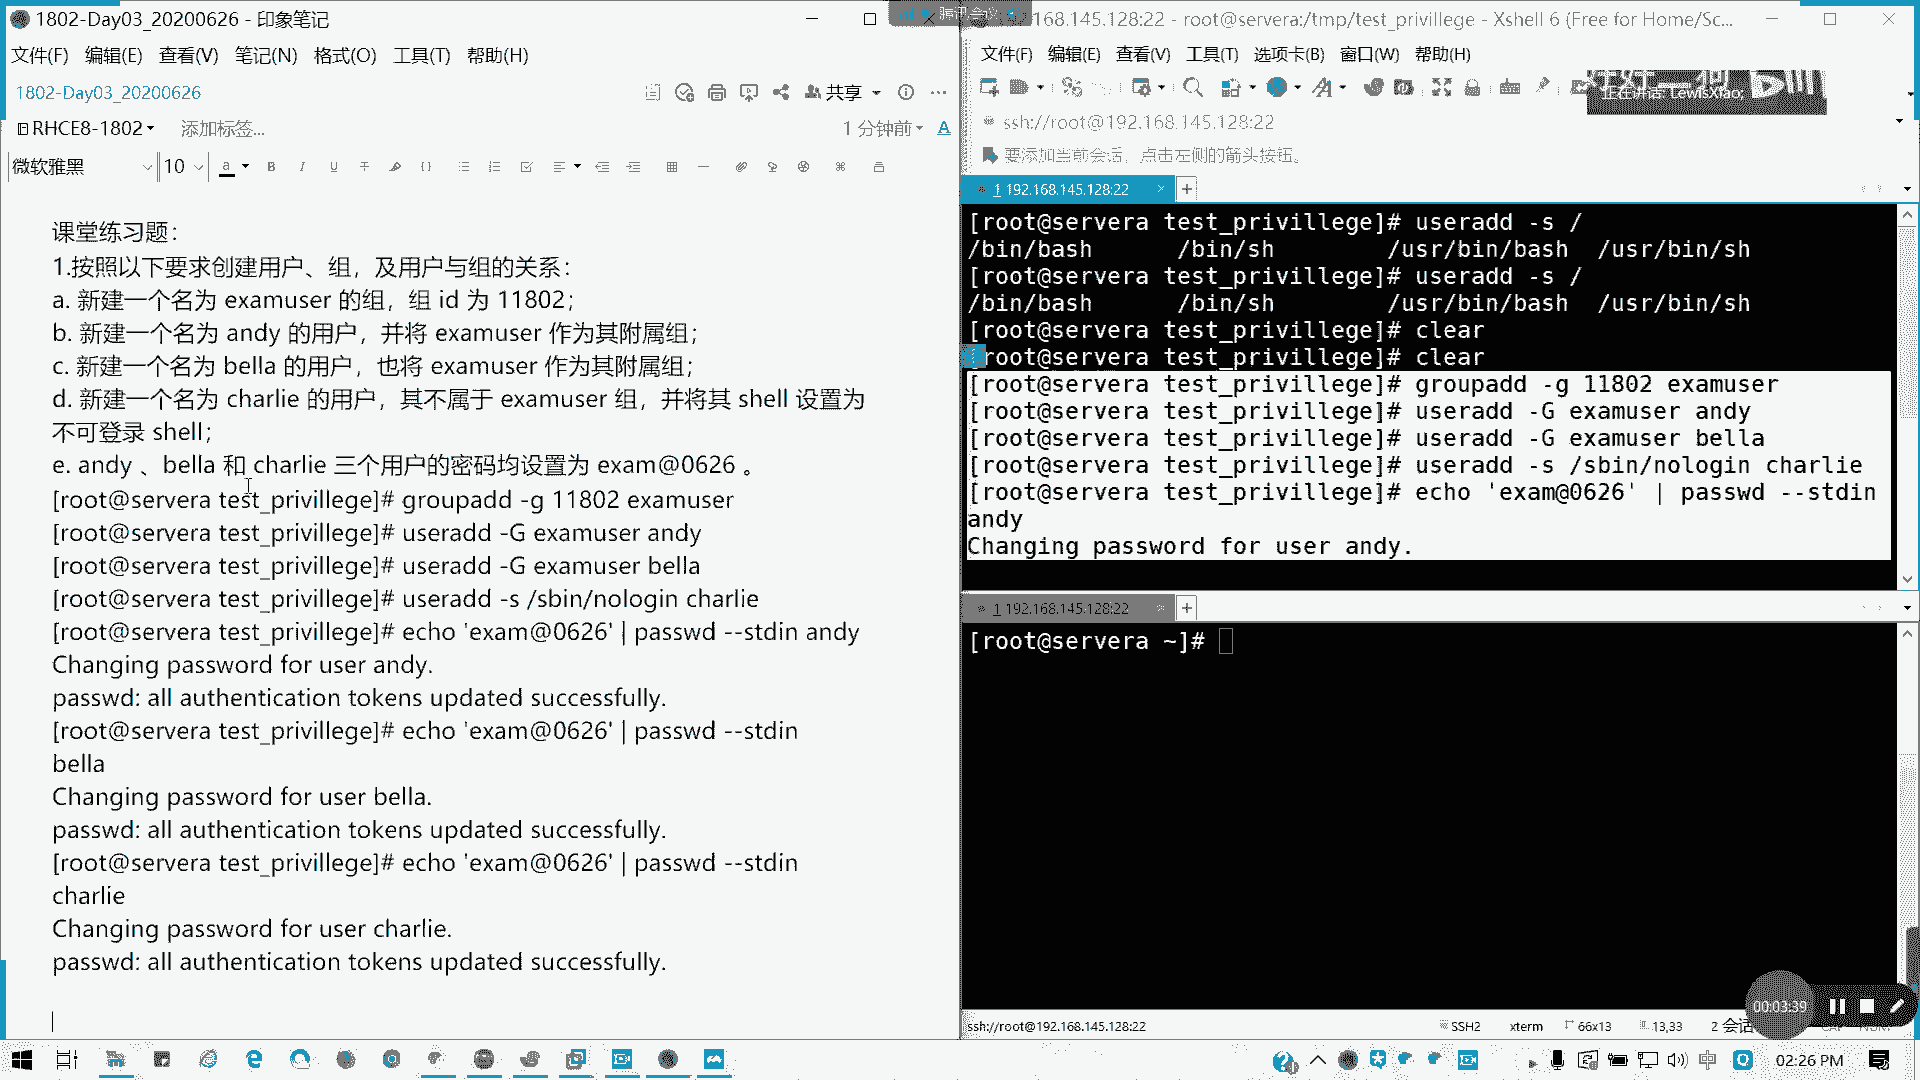 1802-Day03_20200626 - 印象笔记
文件(F) 编辑(E) 查看(V) 笔记(N) 格式(O) 工具(T) 帮助(H)
1802-Day03_20200626
共享
RHCE8-1802
添加标签...
1 分钟前
微软雅黑
10
课堂练习题：
1.按照以下要求创建用户、组，及用户与组的关系：
a. 新建一个名为 examuser 的组，组 id 为 11802；
b. 新建一个名为 andy 的用户，并将 examuser 作为其附属组；
c. 新建一个名为 bella 的用户，也将 examuser 作为其附属组；
d. 新建一个名为 charlie 的用户，其不属于 examuser 组，并将其 shell 设置为
不可登录 shell；
e. andy 、bella 和 charlie 三个用户的密码均设置为 exam@0626 。
[root@servera test_privillege]# groupadd -g 11802 examuser
[root@servera test_privillege]# useradd -G examuser andy
[root@servera test_privillege]# useradd -G examuser bella
[root@servera test_privillege]# useradd -s /sbin/nologin charlie
[root@servera test_privillege]# echo 'exam@0626' | passwd --stdin andy
Changing password for user andy.
passwd: all authentication tokens updated successfully.
[root@servera test_privillege]# echo 'exam@0626' | passwd --stdin
bella
Changing password for user bella.
passwd: all authentication tokens updated successfully.
[root@servera test_privillege]# echo 'exam@0626' | passwd --stdin
charlie
Changing password for user charlie.
passwd: all authentication tokens updated successfully.
腾讯会议
168.145.128:22 - root@servera:/tmp/test_privillege - Xshell 6 (Free for Home/Sc...
文件(F) 编辑(E) 查看(V) 工具(T) 选项卡(B) 窗口(W) 帮助(H)
正在讲话: LewisXiao;
ssh://root@192.168.145.128:22
要添加当前会话，点击左侧的箭头按钮。
1 192.168.145.128:22
[root@servera test_privillege]# useradd -s /
/bin/bash /bin/sh /usr/bin/bash /usr/bin/sh
[root@servera test_privillege]# useradd -s /
/bin/bash /bin/sh /usr/bin/bash /usr/bin/sh
[root@servera test_privillege]# clear
[root@servera test_privillege]# clear
[root@servera test_privillege]# groupadd -g 11802 examuser
[root@servera test_privillege]# useradd -G examuser andy
[root@servera test_privillege]# useradd -G examuser bella
[root@servera test_privillege]# useradd -s /sbin/nologin charlie
[root@servera test_privillege]# echo 'exam@0626' | passwd --stdin
andy
Changing password for user andy.
1 192.168.145.128:22
[root@servera ~]#
00:03:39
ssh://root@192.168.145.128:22 SSH2 xterm 66x13 13,33 2 会话
中
02:26 PM